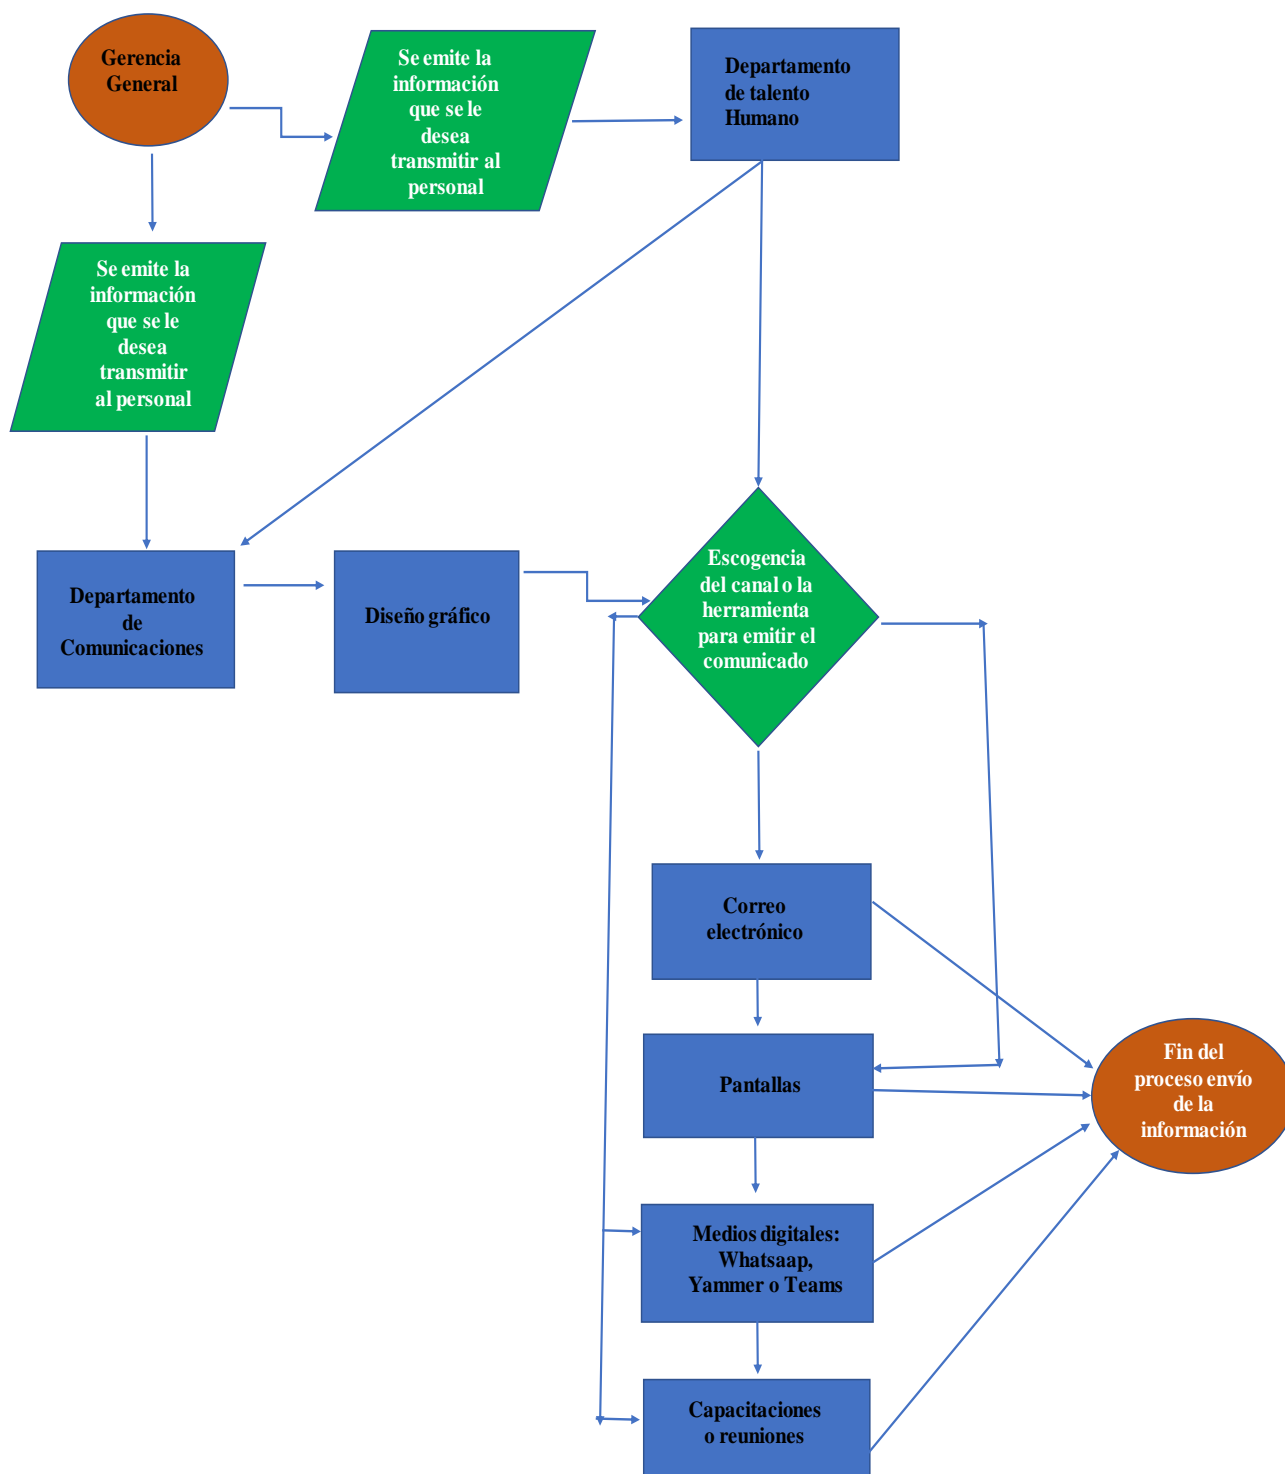 Gerencia
General
Se emite la
información
que se le
desea
transmitir al
personal
Departamento
de talento
Humano
Se emite la
información
que se le
desea
transmitir
al personal
Departamento
de
Comunicaciones
Diseño gráfico
Escogencia
del canal o la
herramienta
para emitir el
comunicado
Correo
electrónico
Pantallas
Fin del
proceso envío
de la
información
Medios digitales:
Whatsaap,
Yammer o Teams
Capacitaciones
o reuniones